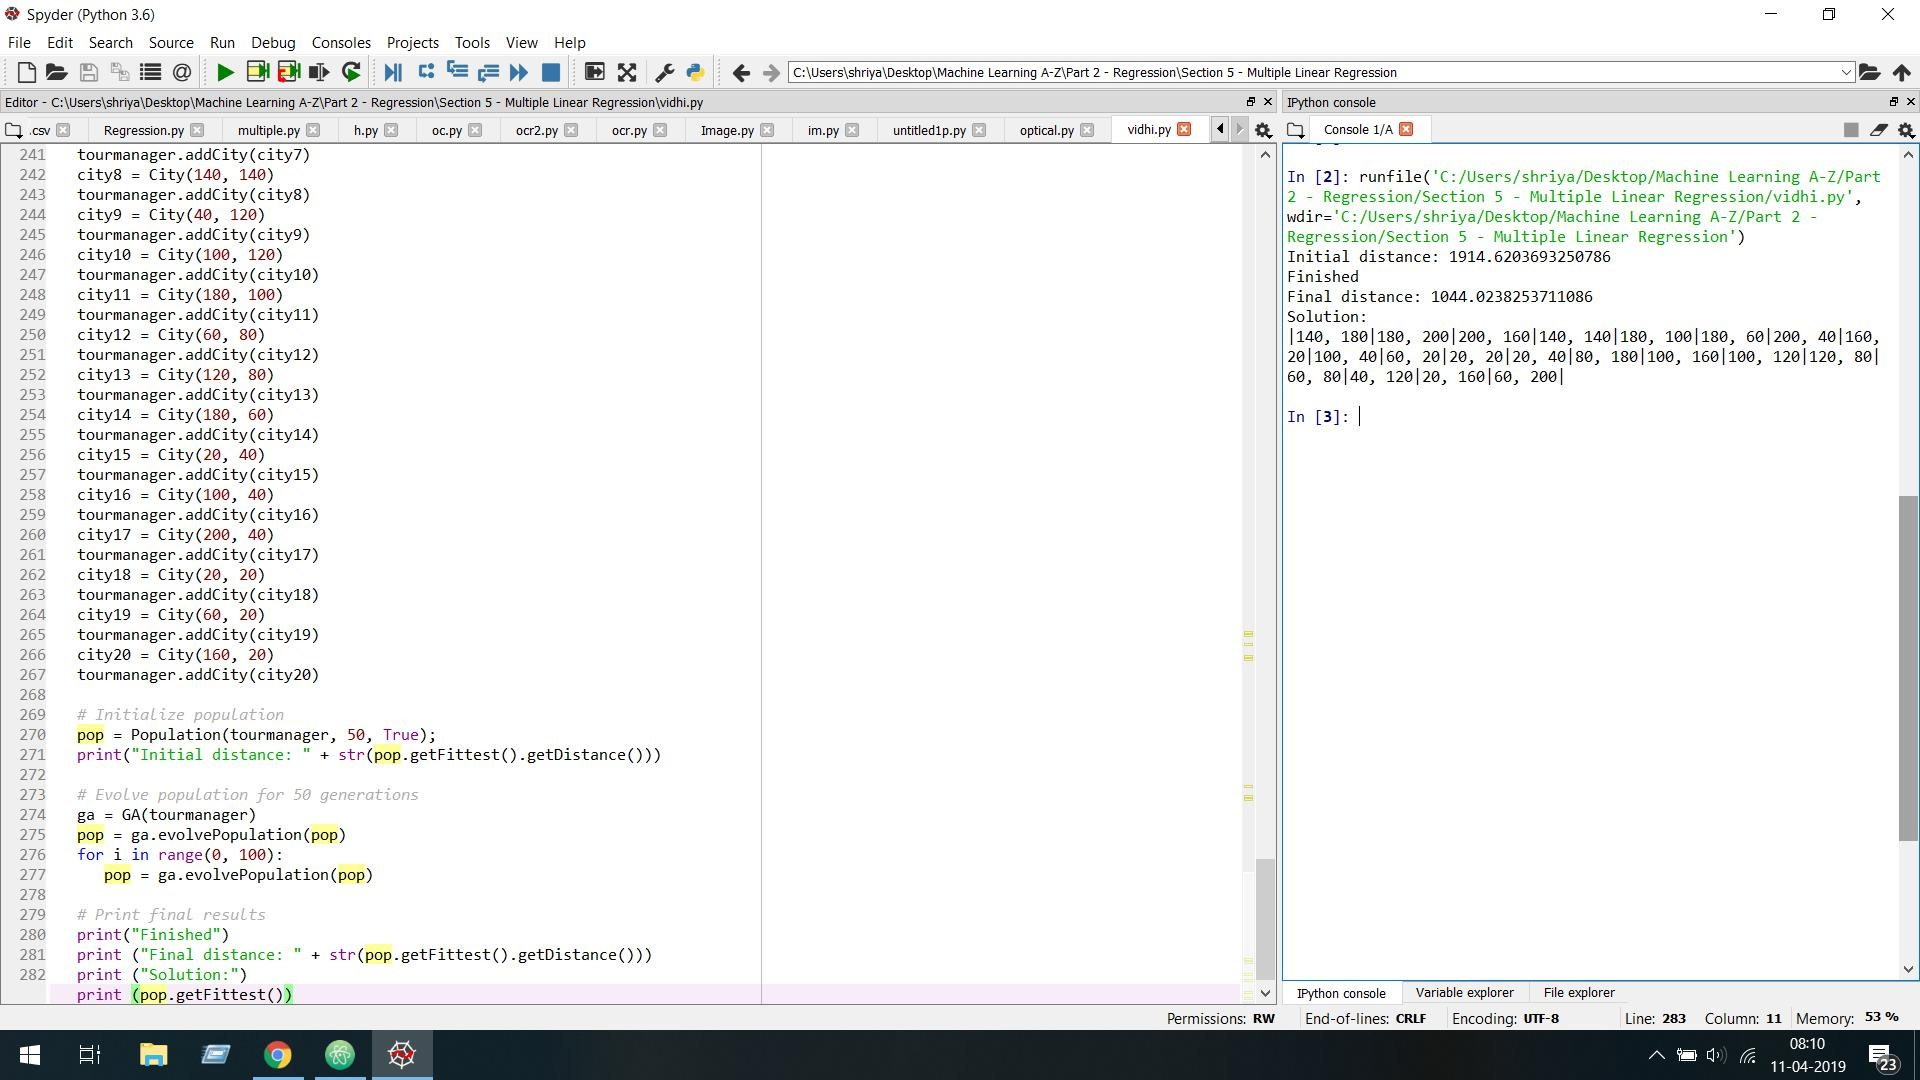 Spyder (Python 3.6)
File Edit Search Source Run Debug Consoles Projects Tools View Help
C:\Users\shriya\Desktop\Machine Learning A-Z\Part 2 - Regression\Section 5 - Multiple Linear Regression
Editor - C:\Users\shriya\Desktop\Machine Learning A-Z\Part 2 - Regression\Section 5 - Multiple Linear Regression\vidhi.py
.csv Regression.py multiple.py h.py oc.py ocr2.py ocr.py Image.py im.py untitled1p.py optical.py vidhi.py
241 tourmanager.addCity(city7)
242 city8 = City(140, 140)
243 tourmanager.addCity(city8)
244 city9 = City(40, 120)
245 tourmanager.addCity(city9)
246 city10 = City(100, 120)
247 tourmanager.addCity(city10)
248 city11 = City(180, 100)
249 tourmanager.addCity(city11)
250 city12 = City(60, 80)
251 tourmanager.addCity(city12)
252 city13 = City(120, 80)
253 tourmanager.addCity(city13)
254 city14 = City(180, 60)
255 tourmanager.addCity(city14)
256 city15 = City(20, 40)
257 tourmanager.addCity(city15)
258 city16 = City(100, 40)
259 tourmanager.addCity(city16)
260 city17 = City(200, 40)
261 tourmanager.addCity(city17)
262 city18 = City(20, 20)
263 tourmanager.addCity(city18)
264 city19 = City(60, 20)
265 tourmanager.addCity(city19)
266 city20 = City(160, 20)
267 tourmanager.addCity(city20)
268
269 # Initialize population
270 pop = Population(tourmanager, 50, True);
271 print("Initial distance: " + str(pop.getFittest().getDistance()))
272
273 # Evolve population for 50 generations
274 ga = GA(tourmanager)
275 pop = ga.evolvePopulation(pop)
276 for i in range(0, 100):
277 pop = ga.evolvePopulation(pop)
278
279 # Print final results
280 print("Finished")
281 print ("Final distance: " + str(pop.getFittest().getDistance()))
282 print ("Solution:")
print (pop.getFittest())
IPython console
Console 1/A
In [2]: runfile('C:/Users/shriya/Desktop/Machine Learning A-Z/Part
2 - Regression/Section 5 - Multiple Linear Regression/vidhi.py',
wdir='C:/Users/shriya/Desktop/Machine Learning A-Z/Part 2 -
Regression/Section 5 - Multiple Linear Regression')
Initial distance: 1914.6203693250786
Finished
Final distance: 1044.0238253711086
Solution:
|140, 180|180, 200|200, 160|140, 140|180, 100|180, 60|200, 40|160,
20|100, 40|60, 20|20, 20|20, 40|80, 180|100, 160|100, 120|120, 80|
60, 80|40, 120|20, 160|60, 200|
In [3]:
IPython console Variable explorer File explorer
Permissions: RW End-of-lines: CRLF Encoding: UTF-8 Line: 283 Column: 11 Memory: 53 %
08:10
11-04-2019
23